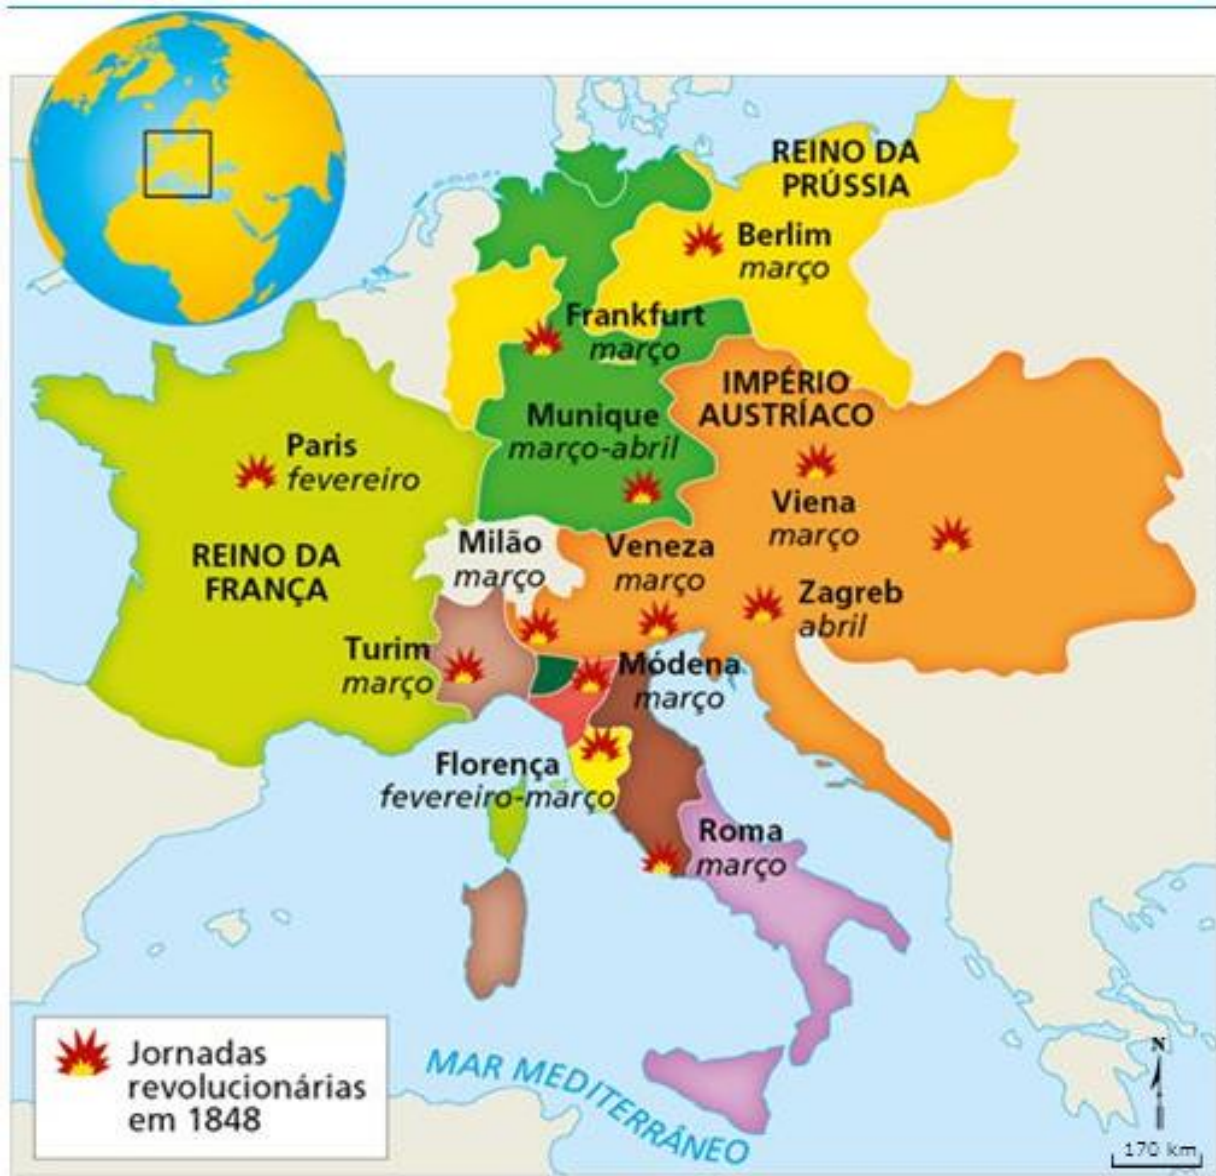 REINO DA
PRÚSSIA
Berlim
março
Frankfurt
março
IMPÉRIO
AUSTRÍACO
Munique
março-abril
Paris
fevereiro
Viena
março
REINO DA
FRANÇA
Milão
março
Veneza
março
Zagreb
abril
Turim
março
Módena
março
Florença
fevereiro-março
Roma
março
Jornadas
revolucionárias
em 1848
MAR MEDITERRÂNEO
N
170 km